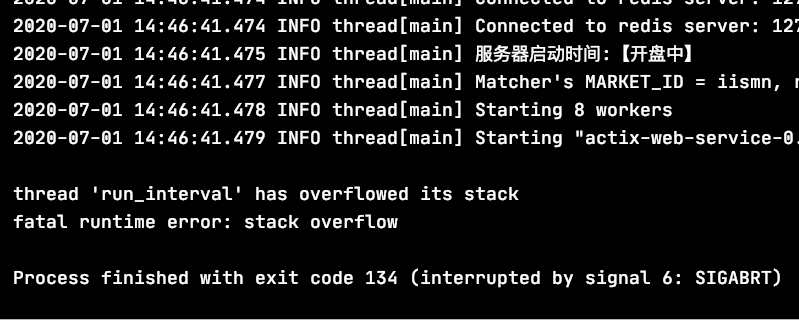 2020-07-01 14:46:41.474 INFO thread[main] Connected to redis server: 127
2020-07-01 14:46:41.474 INFO thread[main] Connected to redis server: 127
2020-07-01 14:46:41.475 INFO thread[main] 服务器启动时间:【开盘中】
2020-07-01 14:46:41.477 INFO thread[main] Matcher's MARKET_ID = iismn,
2020-07-01 14:46:41.478 INFO thread[main] Starting 8 workers
2020-07-01 14:46:41.479 INFO thread[main] Starting "actix-web-service-0.
thread 'run_interval' has overflowed its stack
fatal runtime error: stack overflow
Process finished with exit code 134 (interrupted by signal 6: SIGABRT)